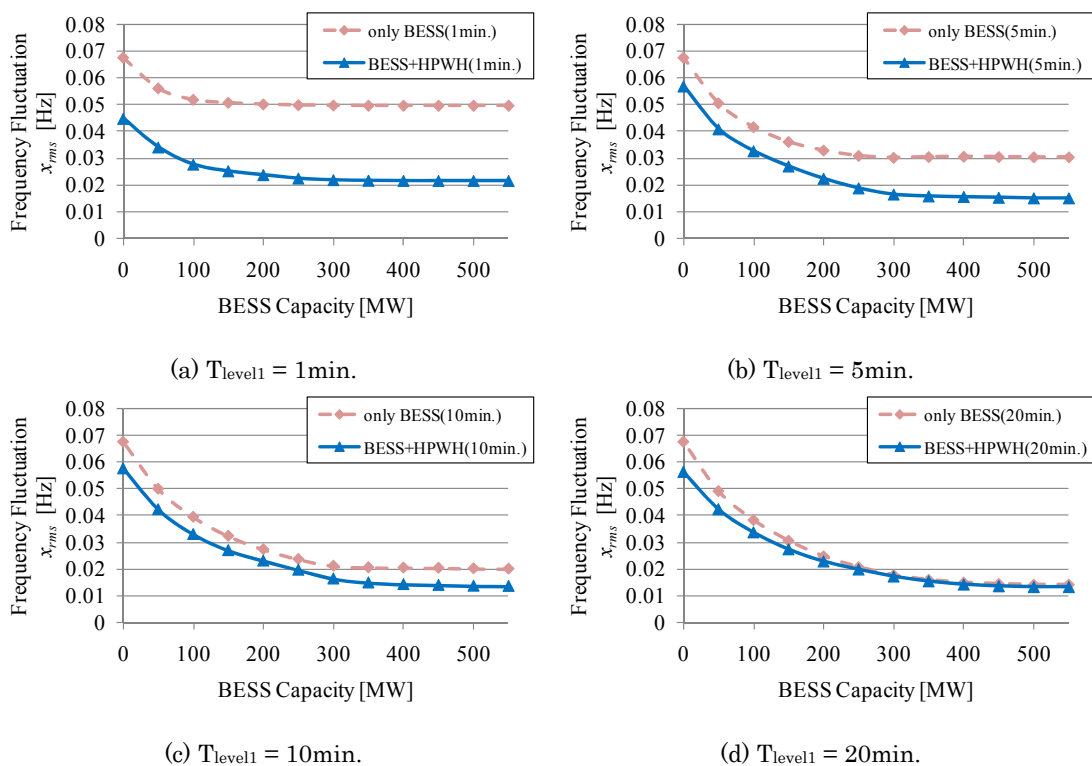 0.08
0.07
0.06
0.05
0.04
0.03
0.02
0.01
0
Frequency Fluctuation
x_rms [Hz]
only BESS(1min.)
BESS+HPWH(1min.)
0 100 200 300 400 500
BESS Capacity [MW]
(a) Tlevel1 = 1min.
0.08
0.07
0.06
0.05
0.04
0.03
0.02
0.01
0
Frequency Fluctuation
x_rms [Hz]
only BESS(5min.)
BESS+HPWH(5min.)
0 100 200 300 400 500
BESS Capacity [MW]
(b) Tlevel1 = 5min.
0.08
0.07
0.06
0.05
0.04
0.03
0.02
0.01
0
Frequency Fluctuation
x_rms [Hz]
only BESS(10min.)
BESS+HPWH(10min.)
0 100 200 300 400 500
BESS Capacity [MW]
(c) Tlevel1 = 10min.
0.08
0.07
0.06
0.05
0.04
0.03
0.02
0.01
0
Frequency Fluctuation
x_rms [Hz]
only BESS(20min.)
BESS+HPWH(20min.)
0 100 200 300 400 500
BESS Capacity [MW]
(d) Tlevel1 = 20min.